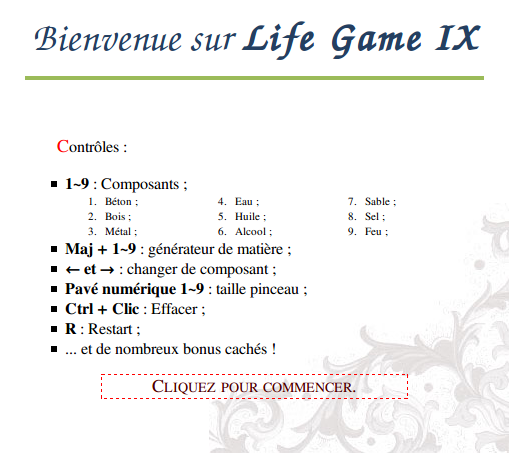 Bienvenue sur Life Game IX
Contrôles :
1~9 : Composants ;
1. Béton ; 4. Eau ; 7. Sable ;
2. Bois ; 5. Huile ; 8. Sel ;
3. Métal ; 6. Alcool ; 9. Feu ;
Maj + 1~9 : générateur de matière ;
← et → : changer de composant ;
Pavé numérique 1~9 : taille pinceau ;
Ctrl + Clic : Effacer ;
R : Restart ;
... et de nombreux bonus cachés !
CLIQUEZ POUR COMMENCER.